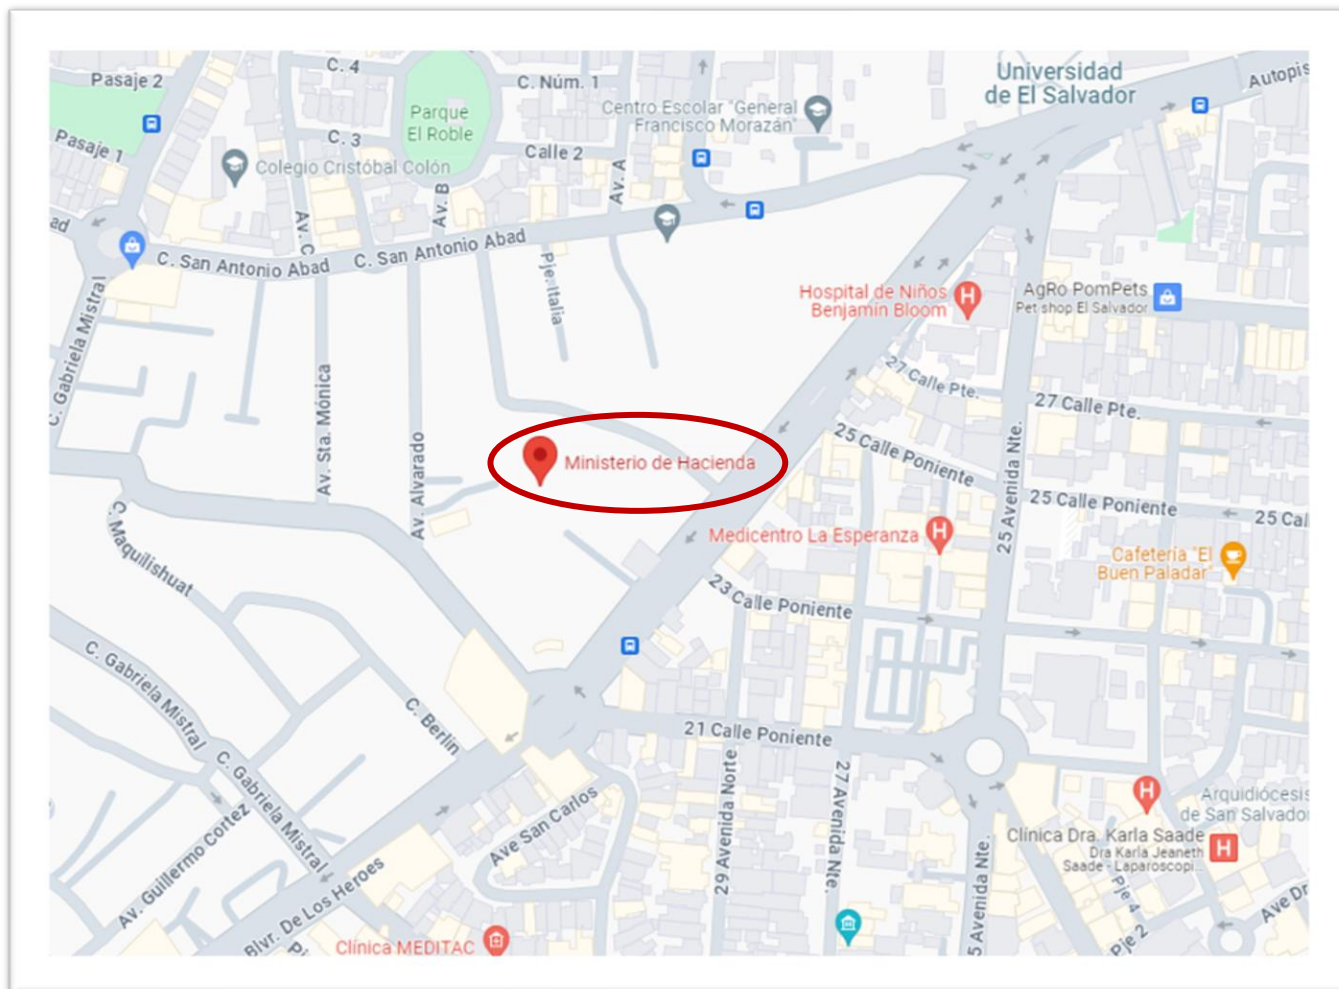 Universidad
de El Salvador
Autopis
Pasaje 2
C. 4
C. Núm. 1
Parque
El Roble
Centro Escolar "General
Francisco Morazán"
C. 3
Calle 2
Pasaje 1
Colegio Cristóbal Colón
Av. A
Av. B
Av. C
ad
C. San Antonio Abad
C. San Antonio Abad
Pje. Italia
Hospital de Niños
Benjamin Bloom
AgRo PomPets
Pet shop El Salvador
C. Gabriela Mistral
Av. Sta. Mónica
Av. Alvarado
27 Calle Pte.
27 Calle Pte.
25 Calle Poniente
Ministerio de Hacienda
25 Avenida Nte.
25 Calle Poniente
25 Cal
C. Maquilishuat
Medicentro La Esperanza
Cafetería "El
Buen Paladar"
23 Calle Poniente
C. Gabriela Mistral
C. Berlin
21 Calle Poniente
C. Gabriela Mistral
29 Avenida Norte
27 Avenida Nte.
Arquidiócesis
de San Salvador
Ave San Carlos
Av. Guillermo Cortez
Clínica Dra. Karla Saade
Dra Karla Jeaneth
Saade - Laparoscopi...
Blvr. De Los Heroes
5 Avenida Nte.
Pje 4
Ave Dr
Pje 2
Clínica MEDITAC
Pj